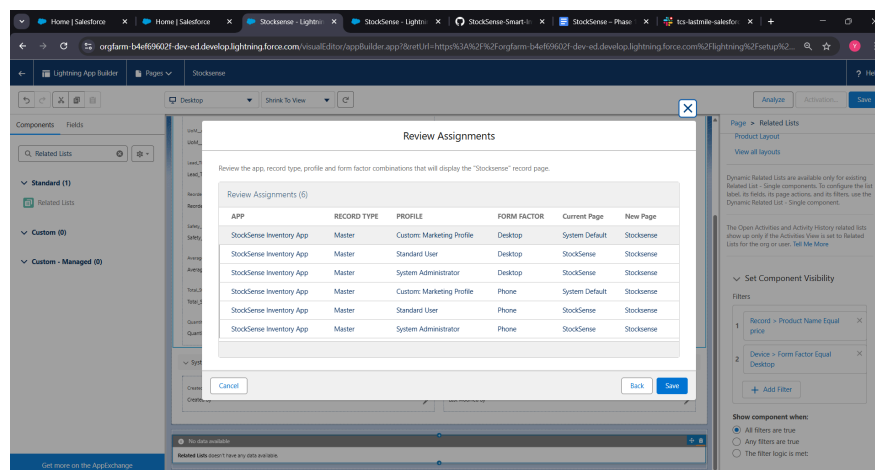 Home | Salesforce
Home | Salesforce
Stocksense - Lightni
StockSense - Lightni
StockSense-Smart-In
StockSense – Phase
tcs-lastmile-salesfor
orgfarm-b4ef69602f-dev-ed.develop.lightning.force.com/visualEditor/appBuilder.app?&retUrl=https%3A%2F%2Forgfarm-b4ef69602f-dev-ed.develop.lightning.force.com%2Flightning%2Fsetup%2...
Lightning App Builder
Pages
Stocksense
? He
Desktop
Shrink To View
Analyze
Activation...
Save
Components
Fields
Related Lists
Standard (1)
Related Lists
Custom (0)
Custom - Managed (0)
Get more on the AppExchange
Review Assignments
Review the app, record type, profile and form factor combinations that will display the "Stocksense" record page.
Review Assignments (6)
APP RECORD TYPE PROFILE FORM FACTOR Current Page New Page
StockSense Inventory App Master Custom: Marketing Profile Desktop System Default Stocksense
StockSense Inventory App Master Standard User Desktop StockSense Stocksense
StockSense Inventory App Master System Administrator Desktop StockSense Stocksense
StockSense Inventory App Master Custom: Marketing Profile Phone System Default Stocksense
StockSense Inventory App Master Standard User Phone StockSense Stocksense
StockSense Inventory App Master System Administrator Phone StockSense Stocksense
Cancel
Back
Save
No data available
Related Lists doesn't have any data available.
Page > Related Lists
Product Layout
View all layouts
Dynamic Related Lists are available only for existing
Related List - Single components. To configure the list
label, its fields, its page actions, and its filters, use the
Dynamic Related List - Single component.
The Open Activities and Activity History related lists
show up only if the Activities View is set to Related
Lists for the org or user. Tell Me More
Set Component Visibility
Filters
1 Record > Product Name Equal
price
2 Device > Form Factor Equal
Desktop
+ Add Filter
Show component when:
All filters are true
Any filters are true
The filter logic is met: